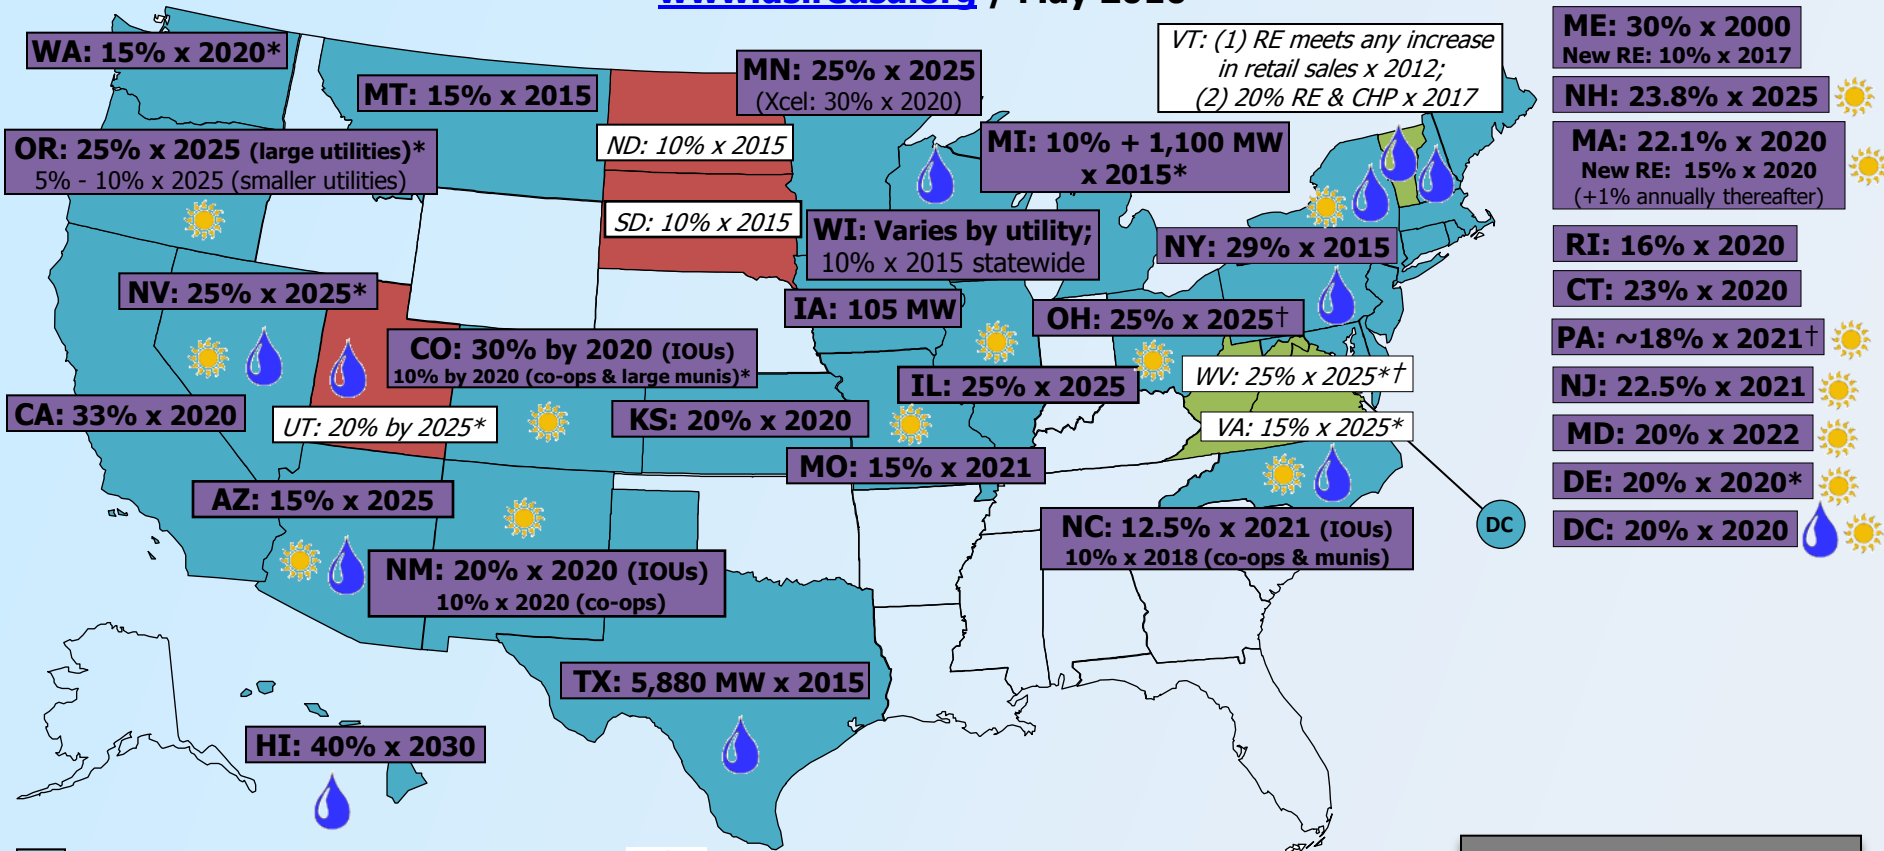 www.dsireusa.org / May 2010
WA: 15% x 2020*
MT: 15% x 2015
MN: 25% x 2025
(Xcel: 30% x 2020)
VT: (1) RE meets any increase
in retail sales x 2012;
(2) 20% RE & CHP x 2017
ME: 30% x 2000
New RE: 10% x 2017
NH: 23.8% x 2025
MA: 22.1% x 2020
New RE: 15% x 2020
(+1% annually thereafter)
RI: 16% x 2020
CT: 23% x 2020
PA: ~18% x 2021†
NJ: 22.5% x 2021
MD: 20% x 2022
DE: 20% x 2020*
DC: 20% x 2020
OR: 25% x 2025 (large utilities)*
5% - 10% x 2025 (smaller utilities)
ND: 10% x 2015
SD: 10% x 2015
MI: 10% + 1,100 MW
x 2015*
WI: Varies by utility;
10% x 2015 statewide
NY: 29% x 2015
NV: 25% x 2025*
IA: 105 MW
OH: 25% x 2025†
CO: 30% by 2020 (IOUs)
10% by 2020 (co-ops & large munis)*
IL: 25% x 2025
WV: 25% x 2025*†
CA: 33% x 2020
UT: 20% by 2025*
KS: 20% x 2020
VA: 15% x 2025*
MO: 15% x 2021
AZ: 15% x 2025
NC: 12.5% x 2021 (IOUs)
10% x 2018 (co-ops & munis)
DC
NM: 20% x 2020 (IOUs)
10% x 2020 (co-ops)
TX: 5,880 MW x 2015
HI: 40% x 2030